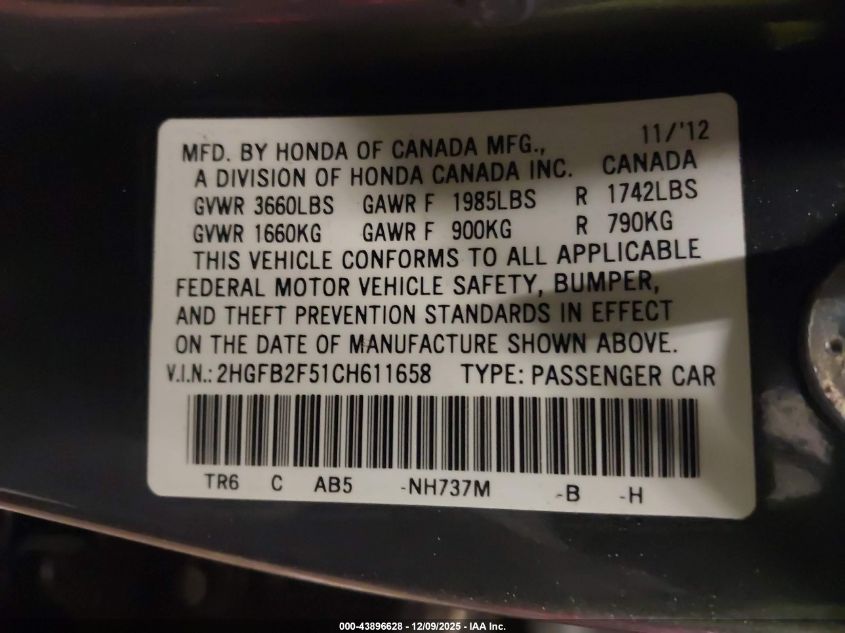 11/'12
MFD. BY HONDA OF CANADA MFG.,
A DIVISION OF HONDA CANADA INC. CANADA
GVWR 3660LBS GAWR F 1985LBS R 1742LBS
GVWR 1660KG GAWR F 900KG R 790KG
THIS VEHICLE CONFORMS TO ALL APPLICABLE
FEDERAL MOTOR VEHICLE SAFETY, BUMPER,
AND THEFT PREVENTION STANDARDS IN EFFECT
ON THE DATE OF MANUFACTURE SHOWN ABOVE.
V.I.N.: 2HGFB2F51CH611658 TYPE: PASSENGER CAR
TR6 C AB5 -NH737M -B -H
000-43896628 - 12/09/2025 - IAA Inc.